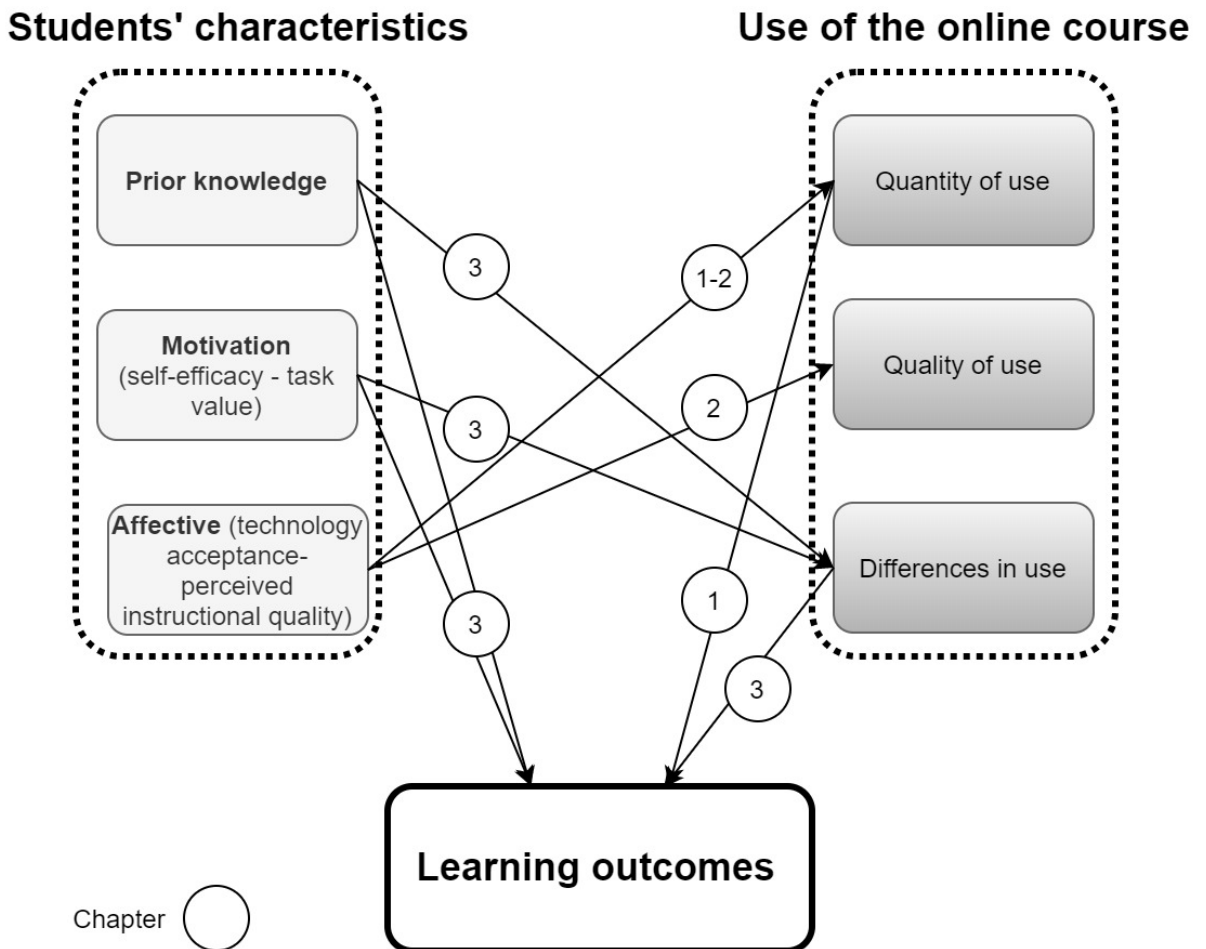 Students' characteristics
Use of the online course
Prior knowledge
Motivation
(self-efficacy - task
value)
Affective (technology
acceptance-
perceived
instructional quality)
Quantity of use
Quality of use
Differences in use
3
1-2
3
2
3
1
3
Learning outcomes
Chapter